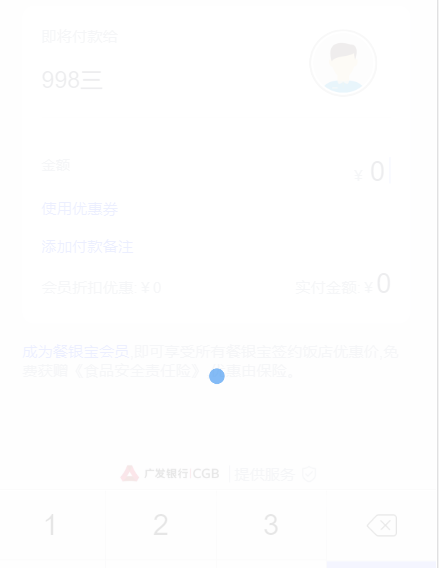 即将付款给
998三
金额
¥ 0
使用优惠券
添加付款备注
会员折扣优惠: ¥ 0 实付金额: ¥ 0
成为餐银宝会员,即可享受所有餐银宝签约饭店优惠价,免
费获赠《食品安全责任险》 理由保险。
广发银行|CGB 提供服务
1 2 3